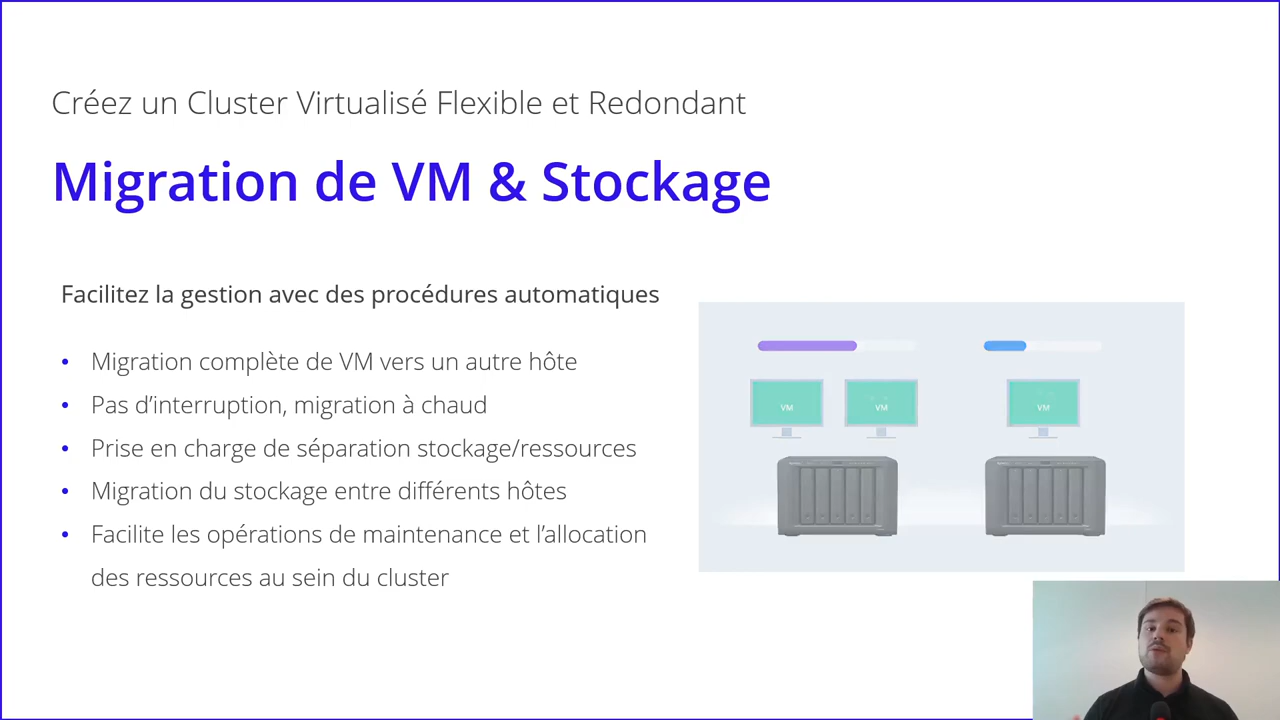 Créez un Cluster Virtualisé Flexible et Redondant
Migration de VM & Stockage
Facilitez la gestion avec des procédures automatiques
• Migration complète de VM vers un autre hôte
• Pas d’interruption, migration à chaud
• Prise en charge de séparation stockage/ressources
• Migration du stockage entre différents hôtes
• Facilite les opérations de maintenance et l’allocation
des ressources au sein du cluster
VM
VM
VM